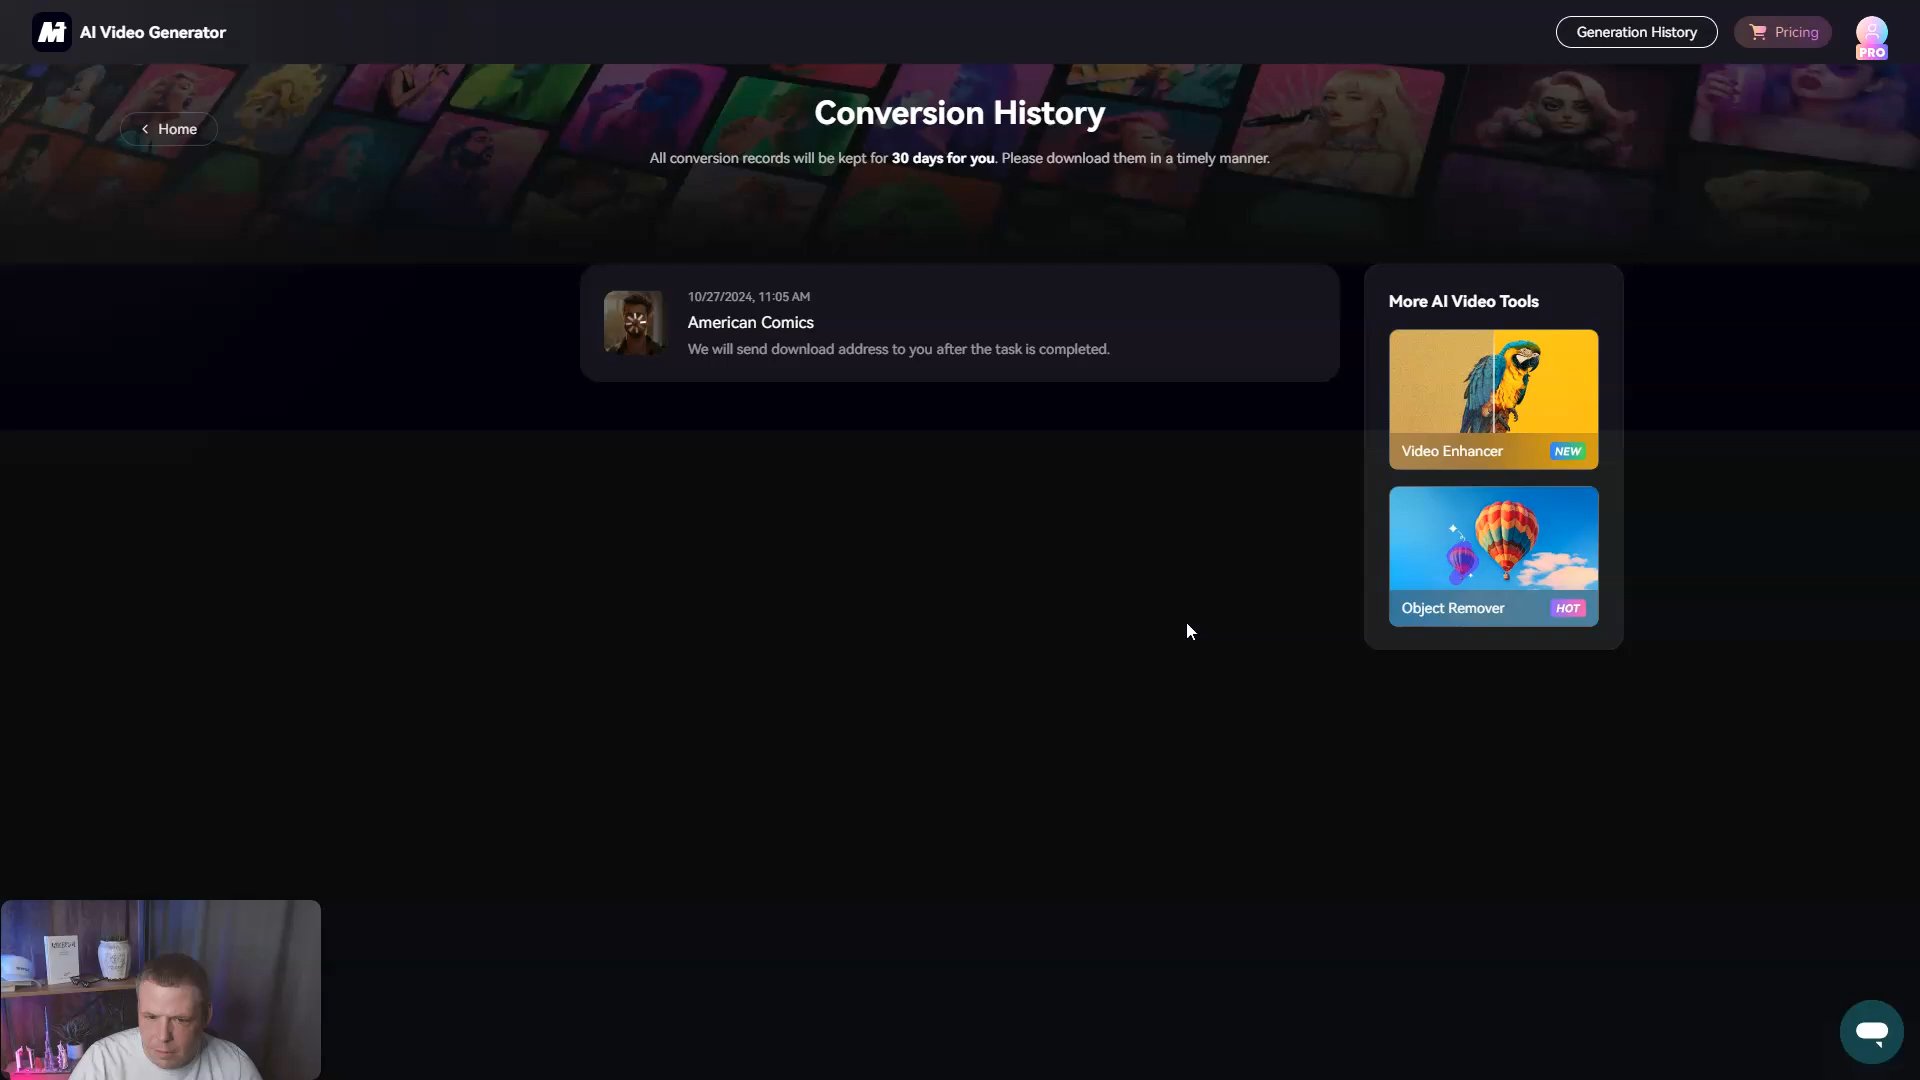 AI Video Generator
Generation History
Pricing
PRO
Home
Conversion History
All conversion records will be kept for 30 days for you. Please download them in a timely manner.
10/27/2024, 11:05 AM
American Comics
We will send download address to you after the task is completed.
More AI Video Tools
Video Enhancer
NEW
Object Remover
HOT